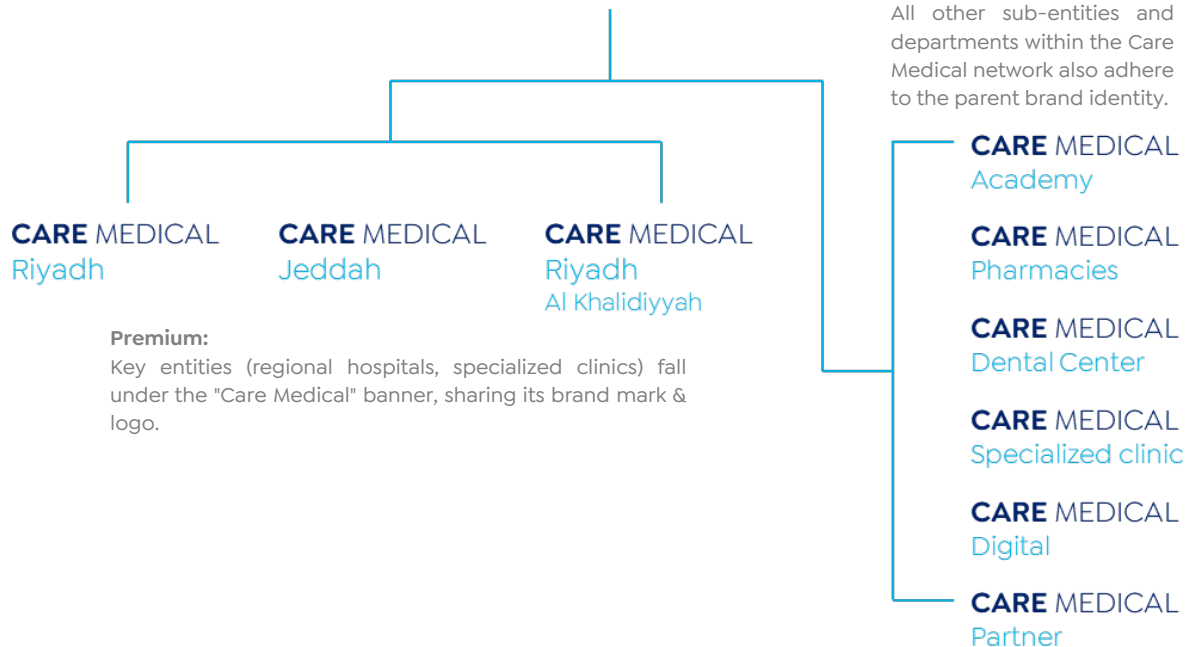 All other sub-entities and
departments within the Care
Medical network also adhere
to the parent brand identity.
CARE MEDICAL
Riyadh
CARE MEDICAL
Jeddah
CARE MEDICAL
Riyadh
Al Khalidiyyah
Premium:
Key entities (regional hospitals, specialized clinics) fall
under the "Care Medical" banner, sharing its brand mark &
logo.
CARE MEDICAL
Academy
CARE MEDICAL
Pharmacies
CARE MEDICAL
Dental Center
CARE MEDICAL
Specialized clinic
CARE MEDICAL
Digital
CARE MEDICAL
Partner